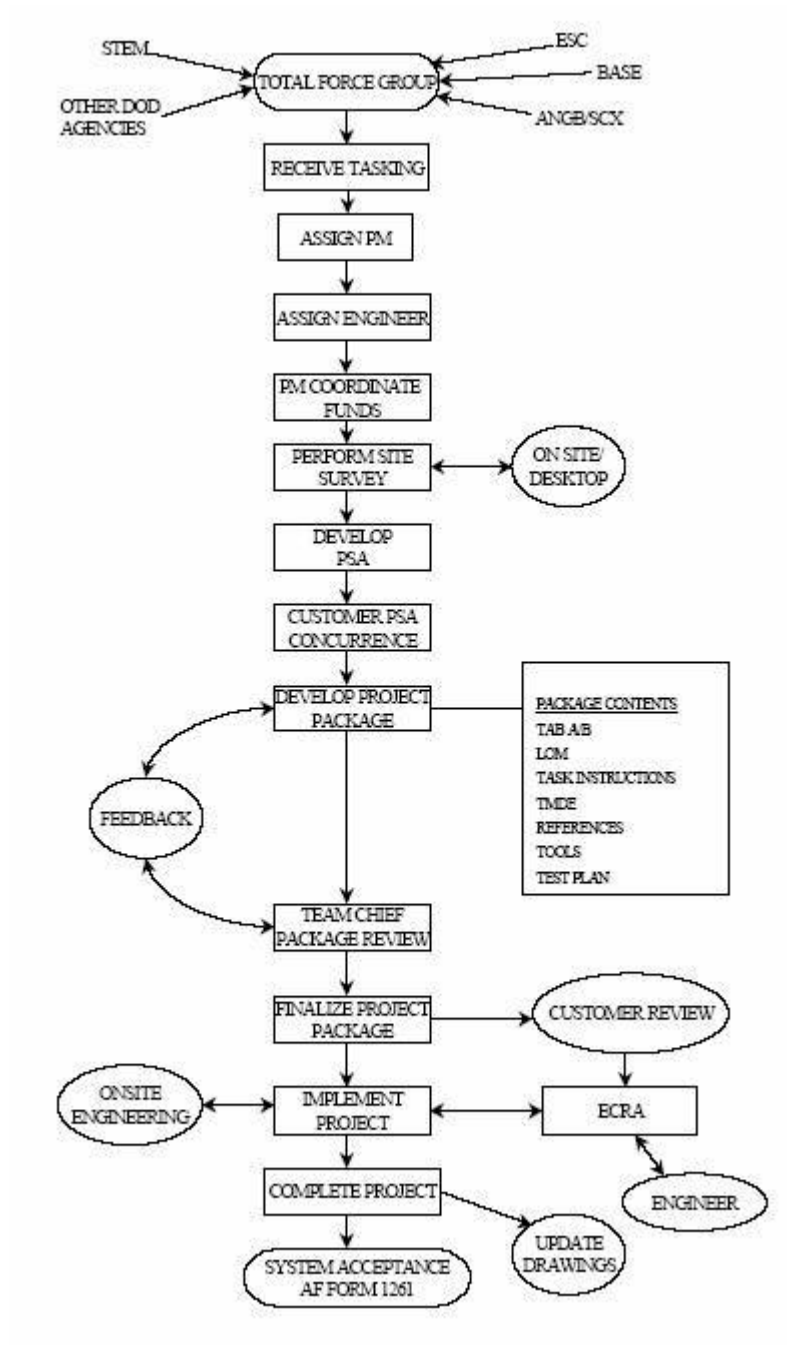 STEM
ESC
TOTAL FORCE GROUP
BASE
OTHER DOD
AGENCIES
ANGB/SCX
RECEIVE TASKING
ASSIGN PM
ASSIGN ENGINEER
PM COORDINATE
FUNDS
PERFORM SITE
SURVEY
ON SITE/
DESKTOP
DEVELOP
PSA
CUSTOMER PSA
CONCURRENCE
DEVELOP PROJECT
PACKAGE
PACKAGE CONTENTS
TAB A/B
LOM
TASK INSTRUCTIONS
TMDE
REFERENCES
TOOLS
TEST PLAN
FEEDBACK
TEAM CHIEF
PACKAGE REVIEW
FINALIZE PROJECT
PACKAGE
CUSTOMER REVIEW
ONSITE
ENGINEERING
IMPLEMENT
PROJECT
ECRA
COMPLETE PROJECT
ENGINEER
UPDATE
DRAWINGS
SYSTEM ACCEPTANCE
AF FORM 1261